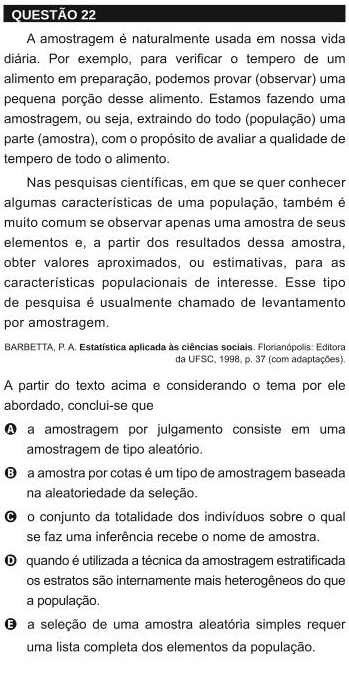 QUESTÃO 22
A amostragem é naturalmente usada em nossa vida
diária. Por exemplo, para verificar o tempero de um
alimento em preparação, podemos provar (observar) uma
pequena porção desse alimento. Estamos fazendo uma
amostragem, ou seja, extraindo do todo (população) uma
parte (amostra), com o propósito de avaliar a qualidade de
tempero de todo o alimento.
Nas pesquisas científicas, em que se quer conhecer
algumas características de uma população, também é
muito comum se observar apenas uma amostra de seus
elementos e, a partir dos resultados dessa amostra,
obter valores aproximados, ou estimativas, para as
características populacionais de interesse. Esse tipo
de pesquisa é usualmente chamado de levantamento
por amostragem.
BARBETTA, P. A. Estatística aplicada às ciências sociais. Florianópolis: Editora
da UFSC, 1998, p. 37 (com adaptações).
A partir do texto acima e considerando o tema por ele
abordado, conclui-se que
A a amostragem por julgamento consiste em uma
amostragem de tipo aleatório.
B a amostra por cotas é um tipo de amostragem baseada
na aleatoriedade da seleção.
C o conjunto da totalidade dos indivíduos sobre o qual
se faz uma inferência recebe o nome de amostra.
D quando é utilizada a técnica da amostragem estratificada
os estratos são internamente mais heterogêneos do que
a população.
E a seleção de uma amostra aleatória simples requer
uma lista completa dos elementos da população.